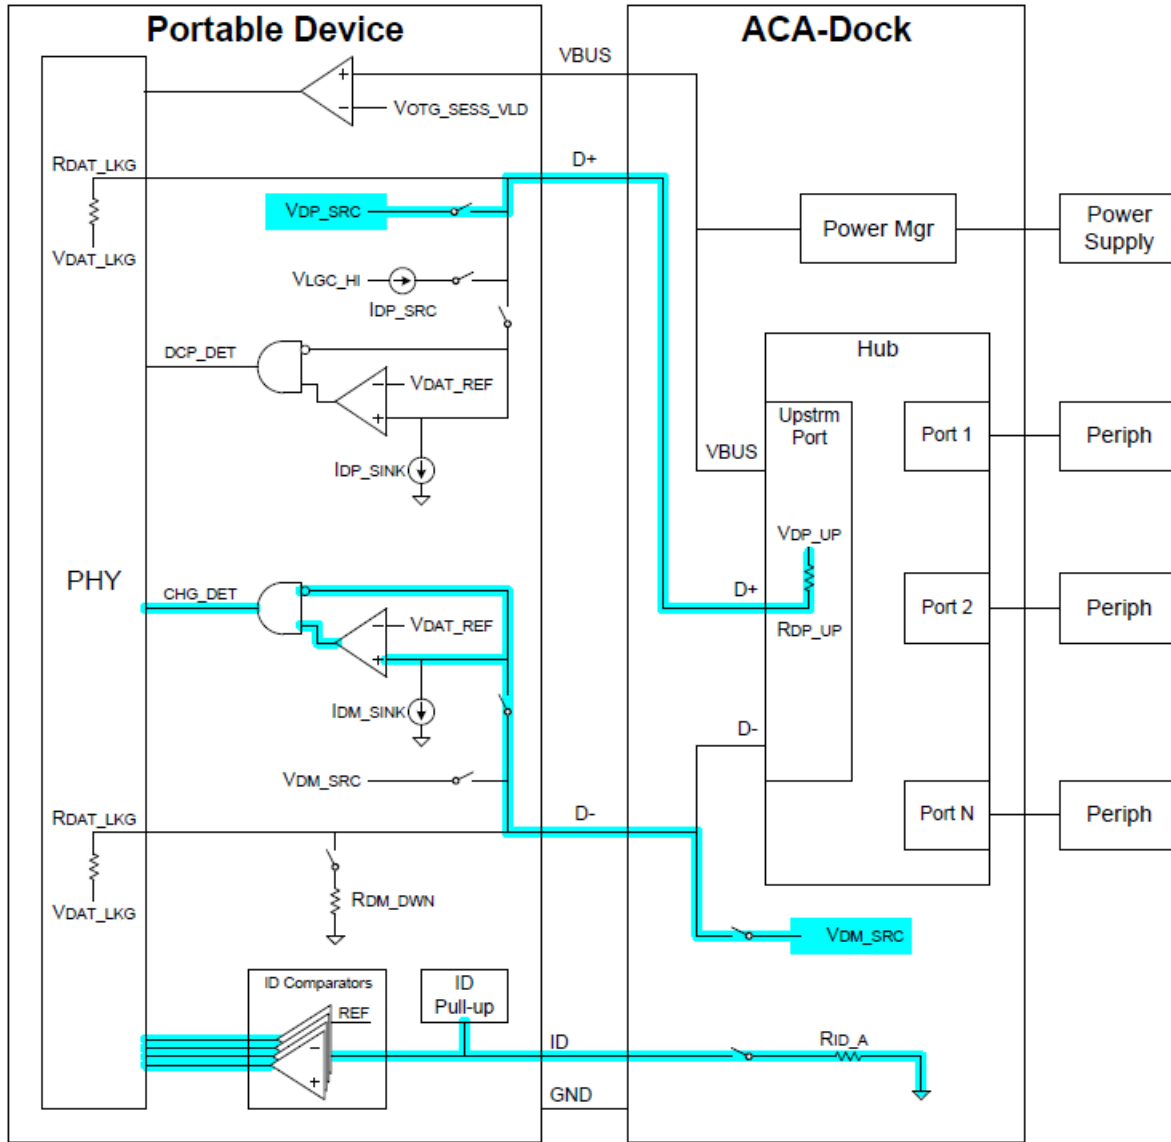 Portable Device
ACA-Dock
VBUS
VOTG_SESS_VLD
RDAT_LKG
D+
VDP_SRC
Power Mgr
Power
Supply
VDAT_LKG
VLGC_HI
IDP_SRC
DCP_DET
Hub
VDAT_REF
Upstrm
Port
Port 1
Periph
VBUS
IDP_SINK
VDP_UP
PHY
CHG_DET
D+
Port 2
Periph
VDAT_REF
RDP_UP
IDM_SINK
D-
VDM_SRC
RDAT_LKG
D-
Port N
Periph
VDAT_LKG
RDM_DWN
VDM_SRC
ID Comparators
ID
Pull-up
REF
−
+
ID
RID_A
GND
+
−
−
+
−
+